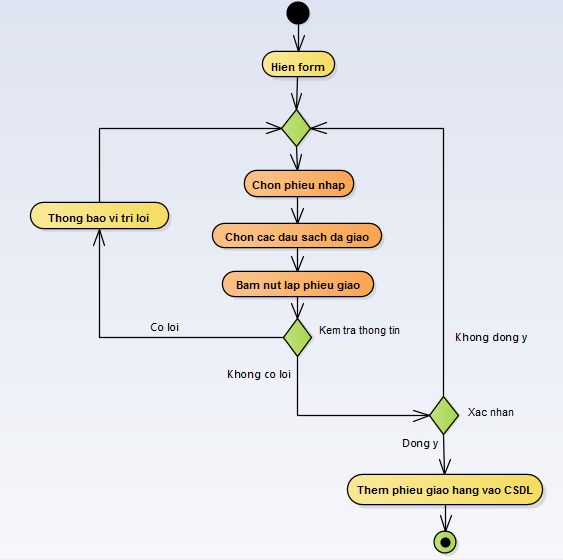 Hien form
Chon phieu nhap
Thong bao vi tri loi
Chon cac dau sach da giao
Bam nut lap phieu giao
Co loi
Kem tra thong tin
Khong dong y
Khong co loi
Xac nhan
Dong y
Them phieu giao hang vao CSDL